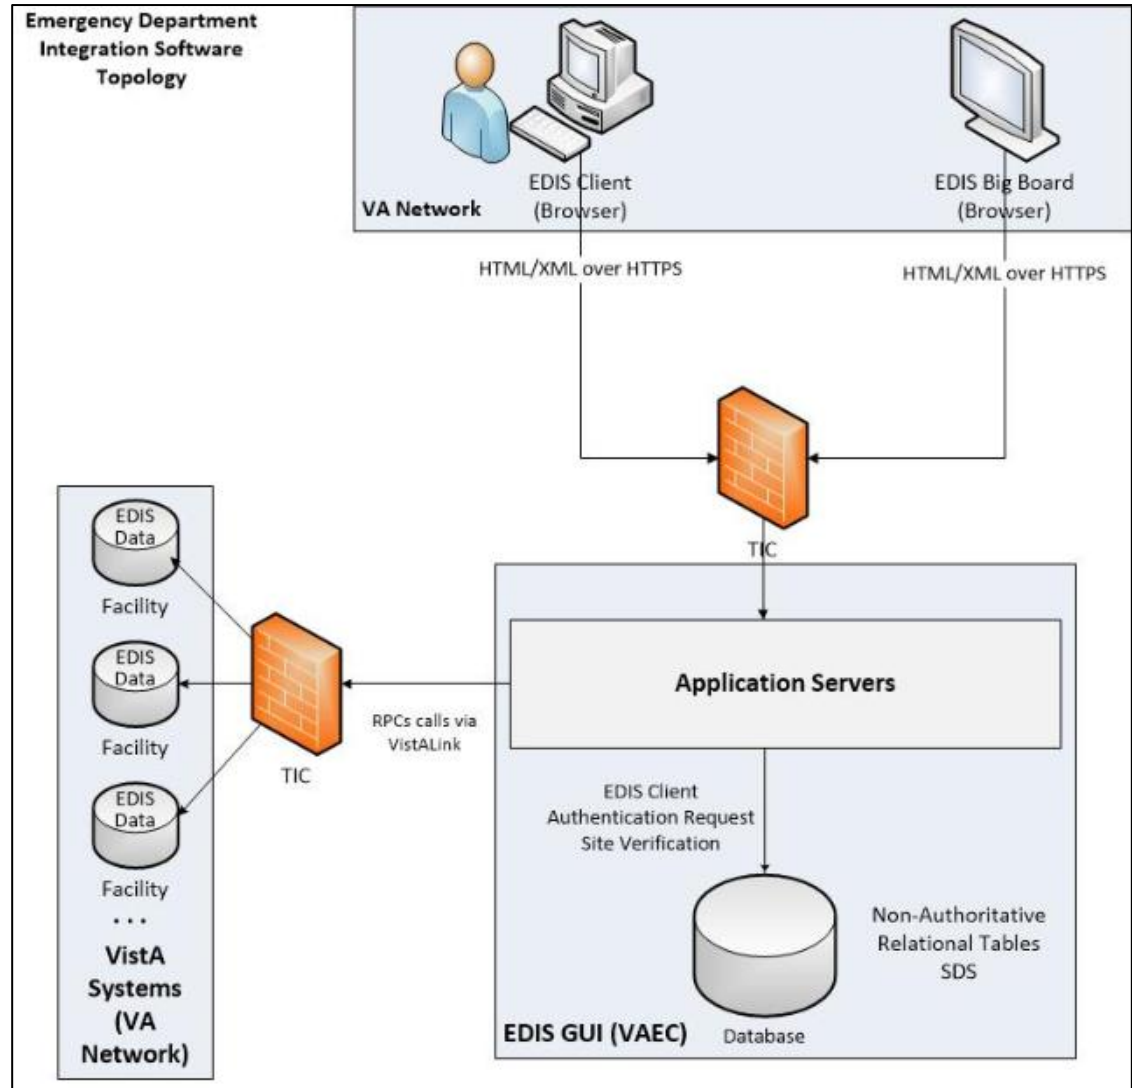 Emergency Department
Integration Software
Topology
EDIS Client
(Browser)
EDIS Big Board
(Browser)
VA Network
HTML/XML over HTTPS
HTML/XML over HTTPS
TIC
EDIS
Data
Facility
EDIS
Data
Facility
EDIS
Data
Facility
...
VistA
Systems
(VA
Network)
TIC
RPCs calls via
VistALink
Application Servers
EDIS Client
Authentication Request
Site Verification
Non-Authoritative
Relational Tables
SDS
Database
EDIS GUI (VAEC)